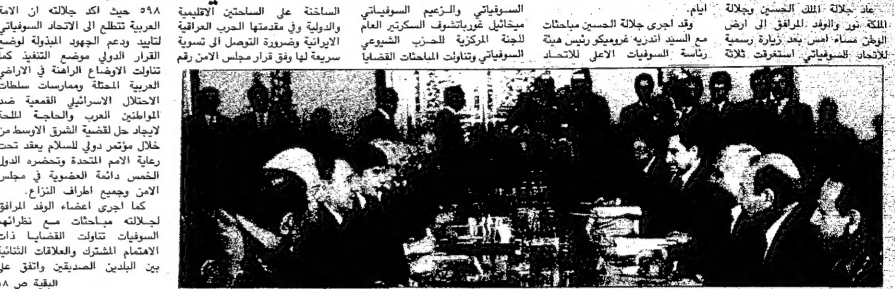 عاد جلالة الملك الحسين وجلالة
الملكة نور والوفد المرافق الى ارض
الوطن مساء امس بعد زيارة رسمية
للاتحاد السوفياتي استغرقت ثلاثة
ايام.
وقد اجرى جلالة الحسين مباحثات
مع السيد اندريه غروميكو رئيس هيئة
رئاسة السوفيات الاعلى للاتحاد
السوفياتي والزعيم السوفياتي
ميخائيل غورباتشوف السكرتير العام
للجنة المركزية للحزب الشيوعي
السوفياتي وتناولت المباحثات القضايا
الساخنة على الساحتين الاقليمية
والدولية وفي مقدمتها الحرب العراقية
الايرانية وضرورة التوصل الى تسوية
سريعة لها وفق قرار مجلس الامن رقم
٥٩٨ حيث اكد جلالته ان الامة
العربية تتطلع الى الاتحاد السوفياتي
لتاييد ودعم الجهود المبذولة لوضع
القرار الدولي موضع التنفيذ كما
تناولت الاوضاع الراهنة في الاراضي
العربية المحتلة وممارسات سلطات
الاحتلال الاسرائيلي القمعية ضد
المواطنين العرب والحاجة الملحة
لايجاد حل لقضية الشرق الاوسط من
خلال مؤتمر دولي للسلام يعقد تحت
رعاية الامم المتحدة وتحضره الدول
الخمس دائمة العضوية في مجلس
الامن وجميع اطراف النزاع.
كما اجرى اعضاء الوفد المرافق
لجلالته مباحثات مع نظرائهم
السوفيات تناولت القضايا ذات
الاهتمام المشترك والعلاقات الثنائية
بين البلدين الصديقين واتفق على
البقية ص ١٨